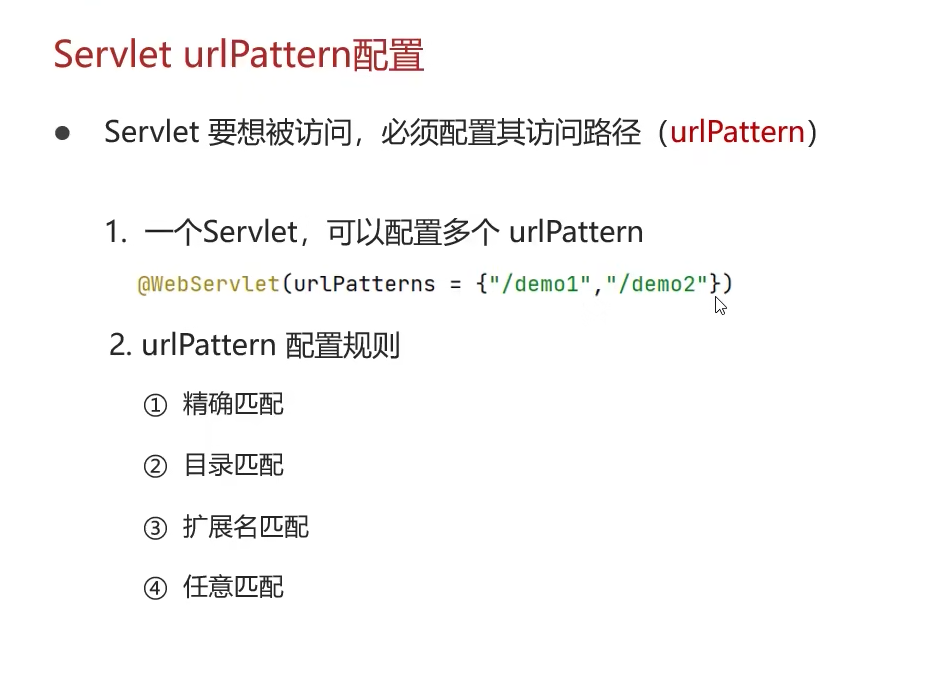 Servlet urlPattern配置
● Servlet 要想被访问，必须配置其访问路径（urlPattern）
1. 一个Servlet，可以配置多个 urlPattern
@WebServlet(urlPatterns = {"/demo1","/demo2"})
2. urlPattern 配置规则
① 精确匹配
② 目录匹配
③ 扩展名匹配
④ 任意匹配